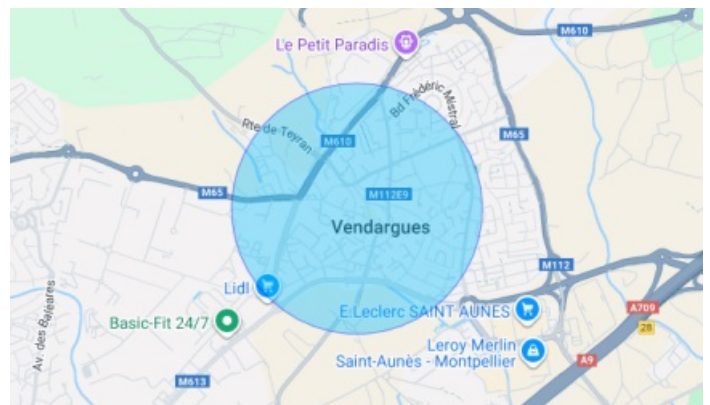 M610
Le Petit Paradis
Bd Frédéric Mistral
Rte de Teyran
M610
M65
M65
M112E9
Vendargues
M112
Lidl
E.Leclerc SAINT AUNES
A709
28
Basic-Fit 24/7
Av. des Baléares
Leroy Merlin
Saint-Aunès - Montpellier
A9
M613